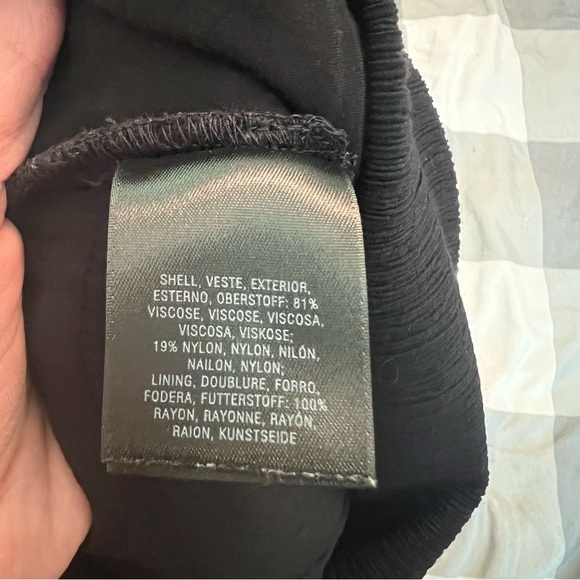 SHELL, VESTE, EXTERIOR,
ESTERNO, OBERSTOFF: 81%
VISCOSE, VISCOSE, VISCOSA,
VISCOSA, VISKOSE;
19% NYLON, NYLON, NILÓN,
NAILON, NYLON;
LINING, DOUBLURE, FORRO,
FODERA, FUTTERSTOFF: 100%
RAYON, RAYONNE, RAYÓN,
RAION, KUNSTSEIDE